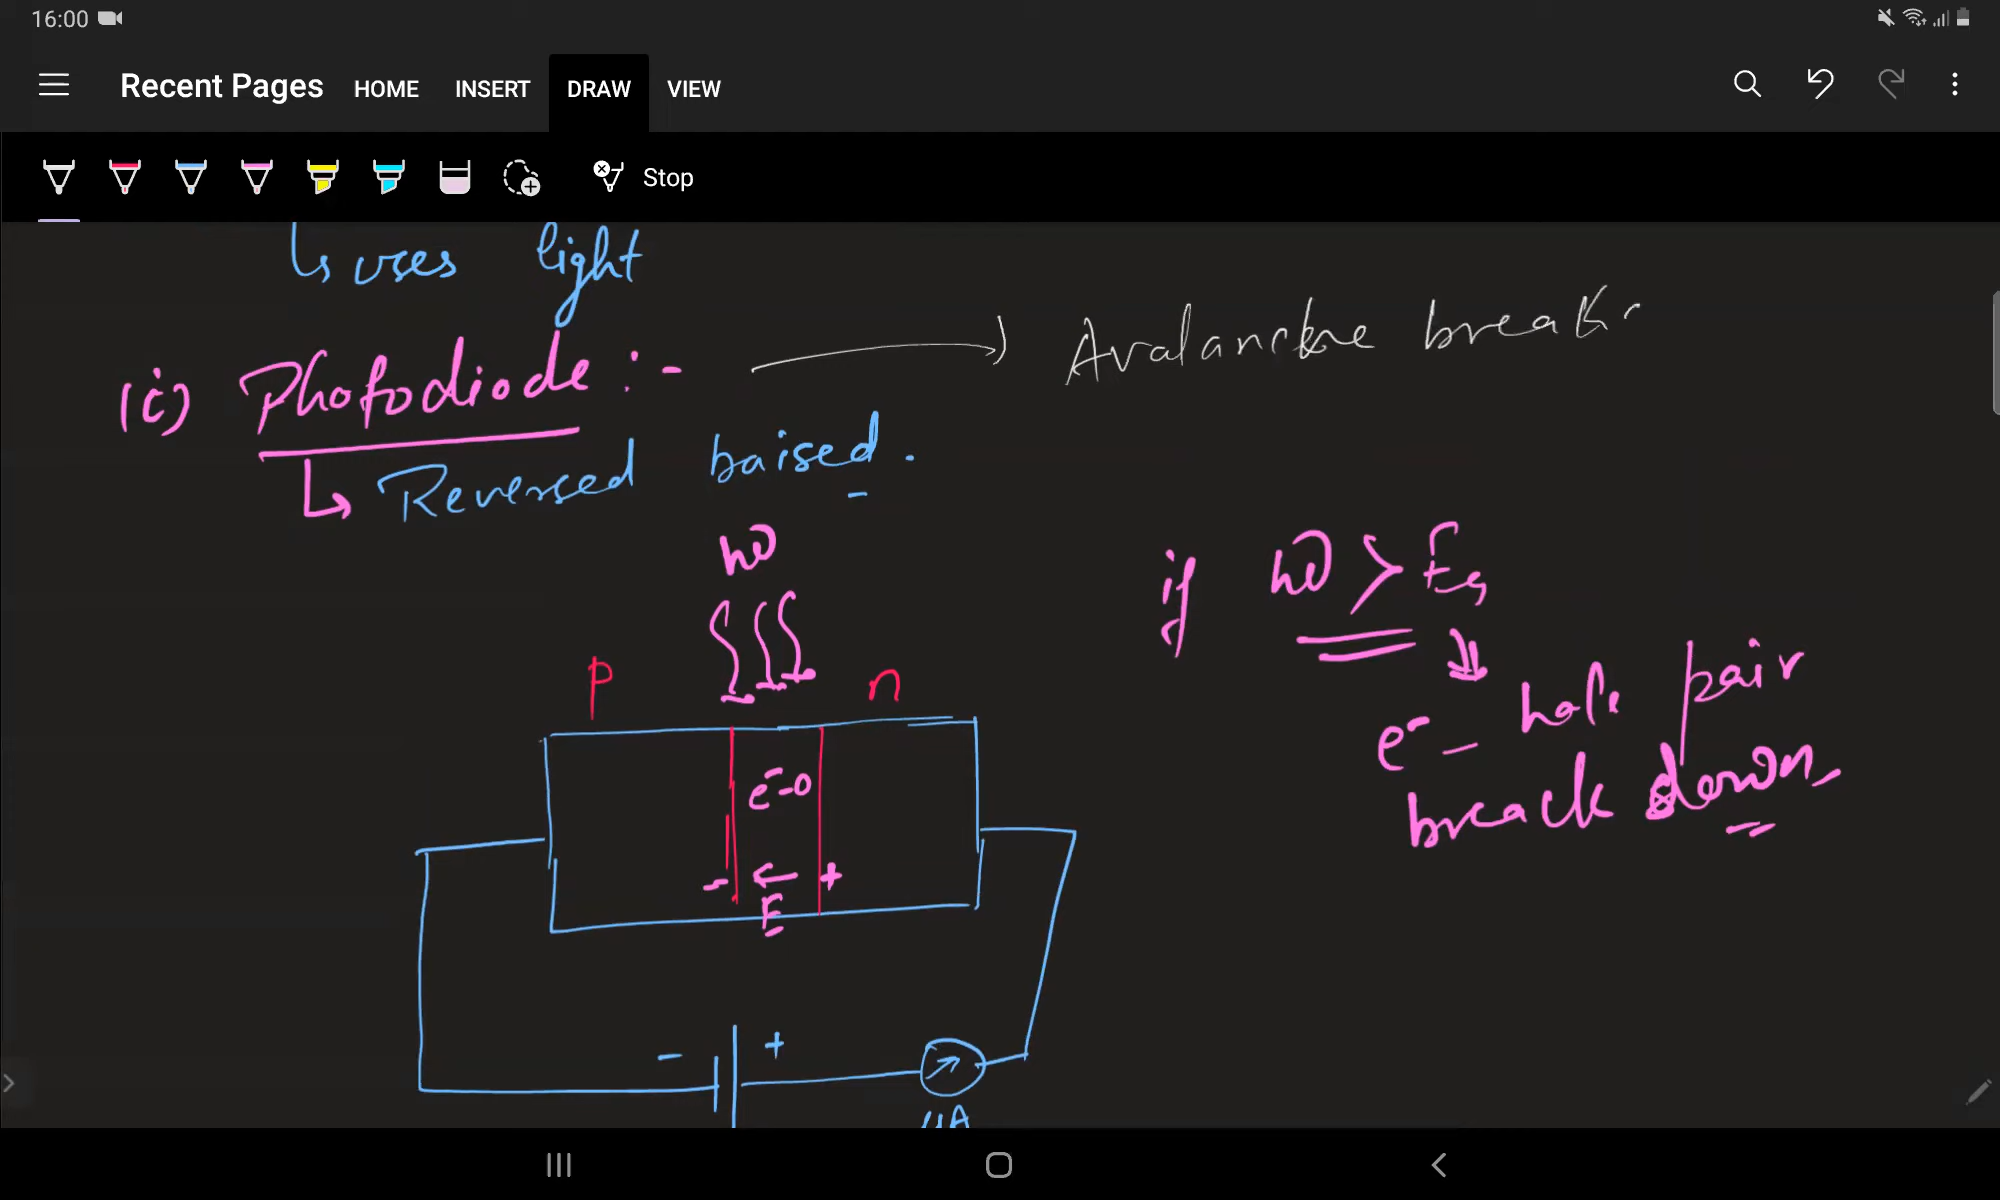 16:00
Recent Pages HOME INSERT DRAW VIEW
Stop
↳ uses light
(i) Photodiode :- → Avalanche break
↳ Reversed baised.
hν
if hν > Eg
p n
e⁻ - hole pair
break down,
e⁻-o
- ← +
E
- +
μA